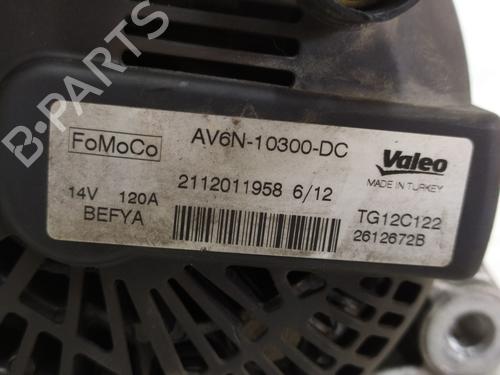 FoMoCo
AV6N-10300-DC
Valeo
MADE IN TURKEY
14V 120A
2112011958 6/12
BEFYA
TG12C122
2612672B
B-PARTS